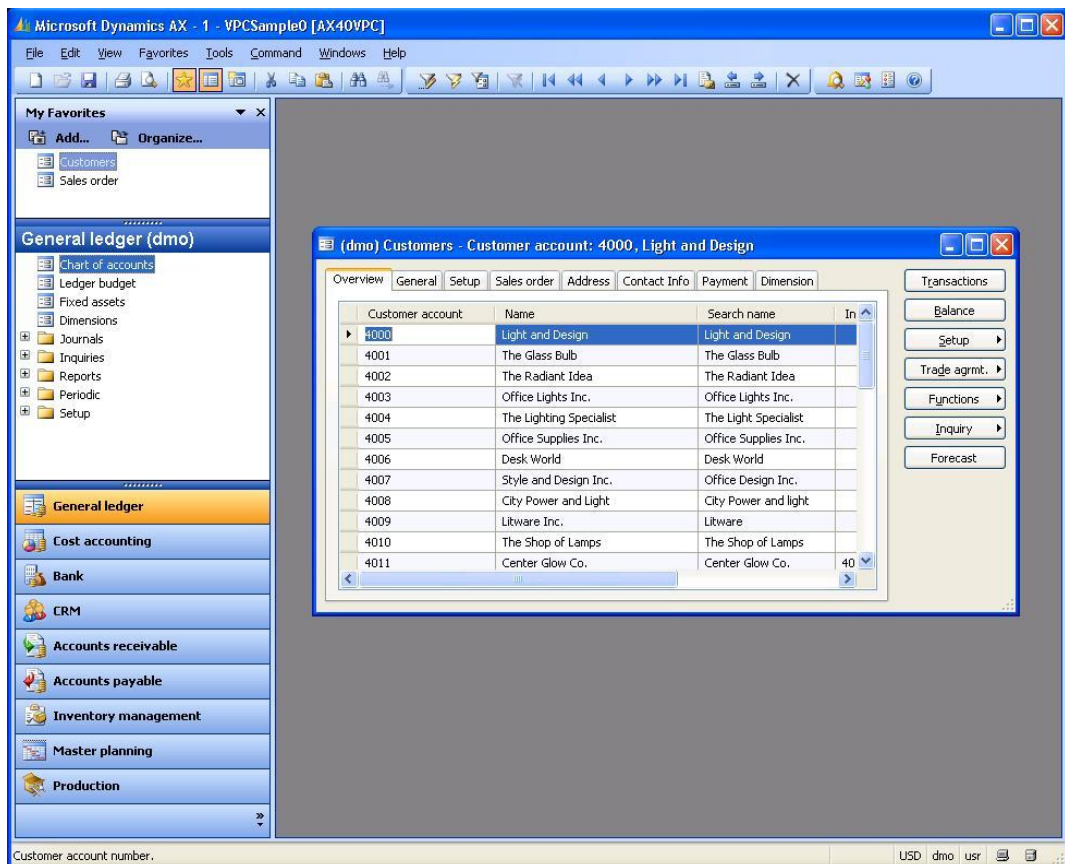 Microsoft Dynamics AX - 1 - VPCSample0 [AX40VPC]
File Edit View Favorites Tools Command Windows Help
My Favorites
Add... Organize...
Customers
Sales order
General ledger (dmo)
Chart of accounts
Ledger budget
Fixed assets
Dimensions
Journals
Inquiries
Reports
Periodic
Setup
General ledger
Cost accounting
Bank
CRM
Accounts receivable
Accounts payable
Inventory management
Master planning
Production
(dmo) Customers - Customer account: 4000, Light and Design
Overview General Setup Sales order Address Contact Info Payment Dimension
Customer account Name Search name In
4000 Light and Design Light and Design
4001 The Glass Bulb The Glass Bulb
4002 The Radiant Idea The Radiant Idea
4003 Office Lights Inc. Office Lights Inc.
4004 The Lighting Specialist The Light Specialist
4005 Office Supplies Inc. Office Supplies Inc.
4006 Desk World Desk World
4007 Style and Design Inc. Office Design Inc.
4008 City Power and Light City Power and light
4009 Litware Inc. Litware
4010 The Shop of Lamps The Shop of Lamps
4011 Center Glow Co. Center Glow Co. 40
Transactions
Balance
Setup
Trade agrmt.
Functions
Inquiry
Forecast
Customer account number. USD dmo usr